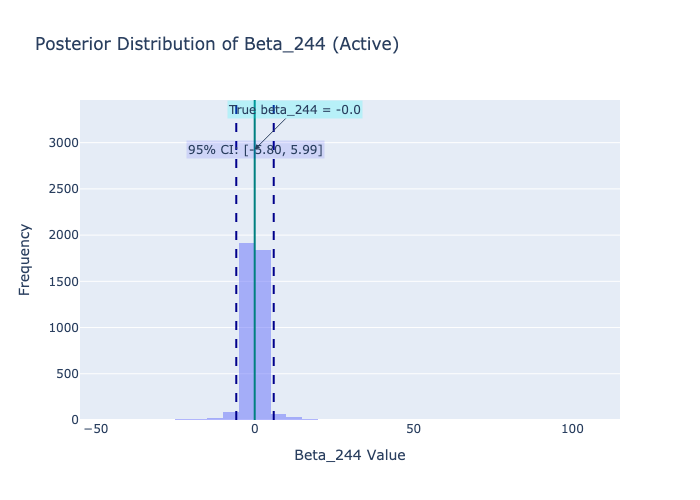 Posterior Distribution of Beta_244 (Active)
True beta_244 = -0.0
95% CI: [-5.80, 5.99]
3000
2500
2000
1500
1000
500
0
Frequency
−50
0
50
100
Beta_244 Value